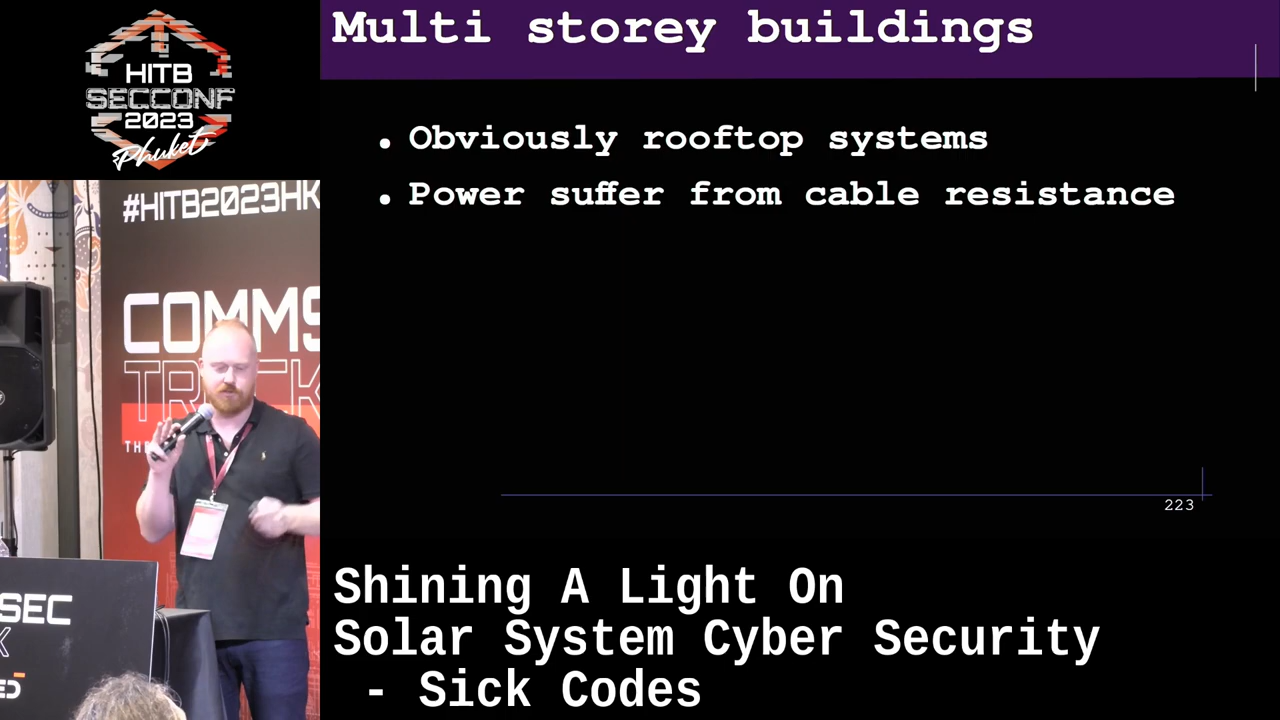 HITB
SECCONF
2023
Phuket
#HITB2023HK
COMMS
TRACK
Multi storey buildings
• Obviously rooftop systems
• Power suffer from cable resistance
223
SEC
Shining A Light On
Solar System Cyber Security
- Sick Codes